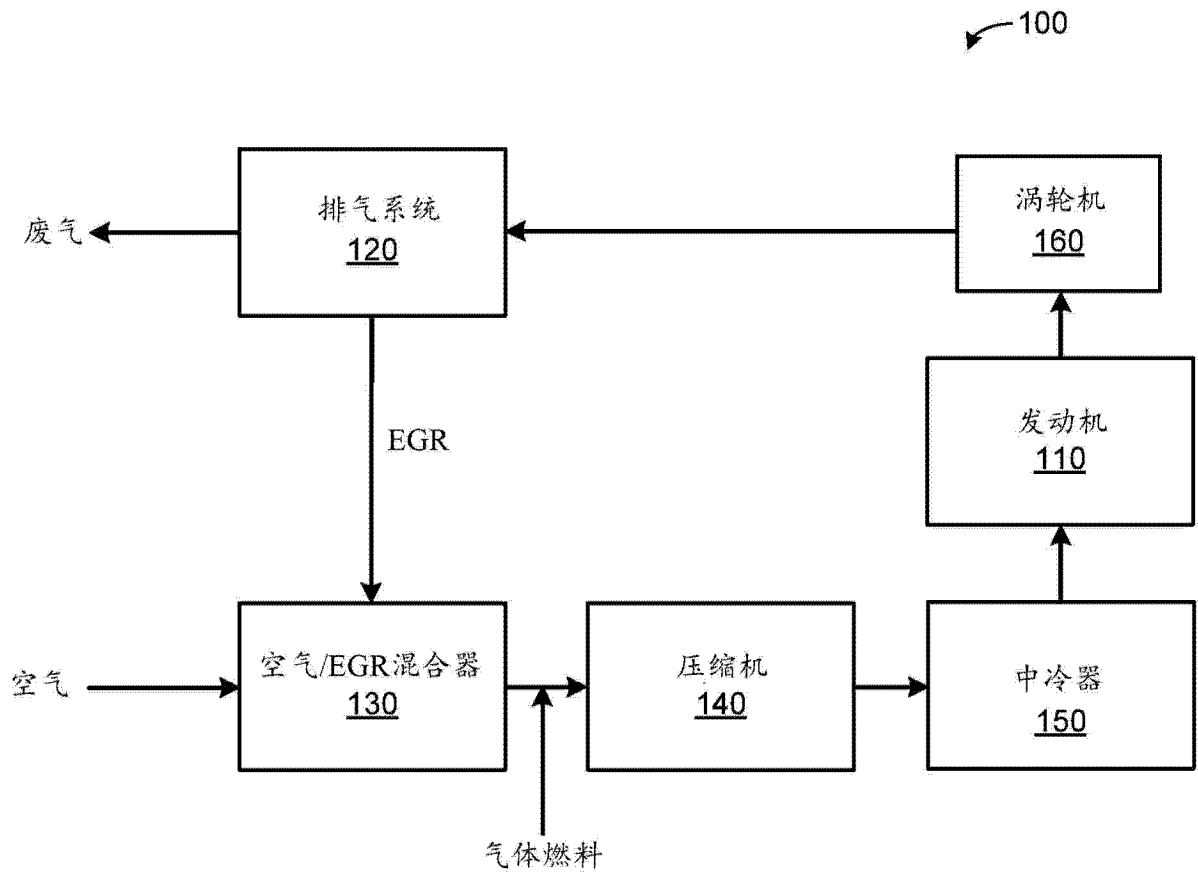 100
排气系统
120
涡轮机
160
废气
发动机
110
EGR
空气/EGR混合器
130
压缩机
140
中冷器
150
空气
气体燃料